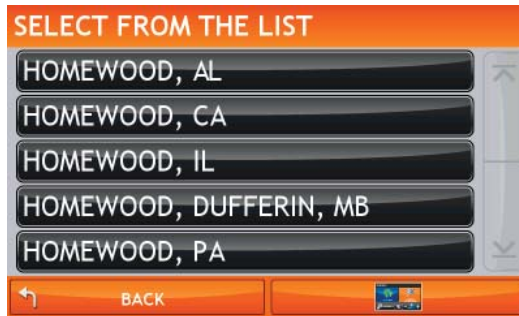 SELECT FROM THE LIST
HOMEWOOD, AL
HOMEWOOD, CA
HOMEWOOD, IL
HOMEWOOD, DUFFERIN, MB
HOMEWOOD, PA
BACK